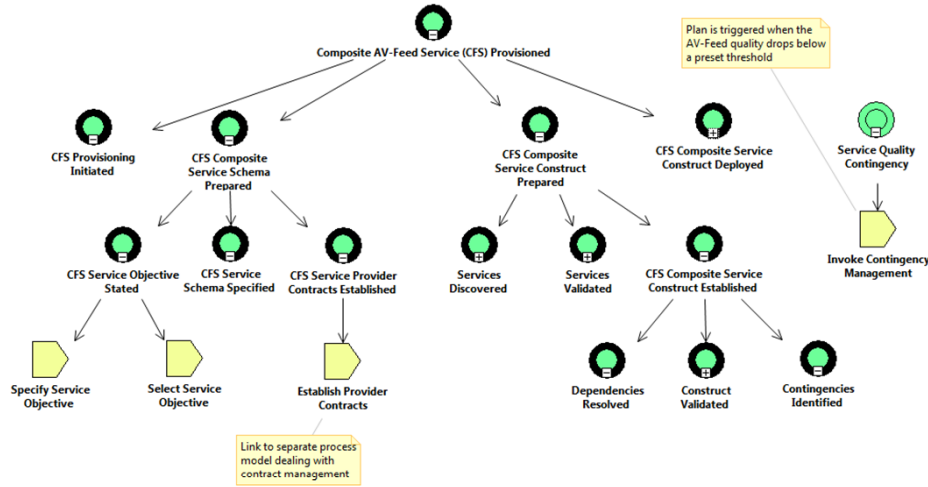 Composite AV-Feed Service (CFS) Provisioned
Plan is triggered when the
AV-Feed quality drops below
a preset threshold
CFS Provisioning
Initiated
CFS Composite
Service Schema
Prepared
CFS Composite
Service Construct
Prepared
CFS Composite Service
Construct Deployed
Service Quality
Contingency
CFS Service Objective
Stated
CFS Service
Schema Specified
CFS Service Provider
Contracts Established
Services
Discovered
Services
Validated
CFS Composite Service
Construct Established
Invoke Contingency
Management
Specify Service
Objective
Select Service
Objective
Establish Provider
Contracts
Dependencies
Resolved
Construct
Validated
Contingencies
Identified
Link to separate process
model dealing with
contract management